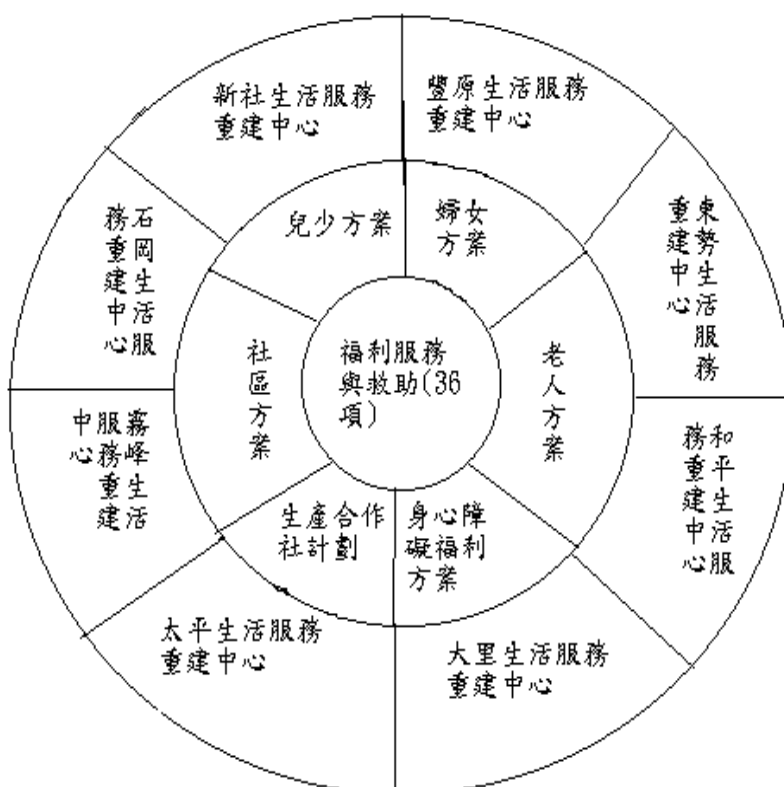 新社生活服務
重建中心
豐原生活服務
重建中心
東勢生活服務
重建中心
和平生活服
務重建中心
大里生活服務
重建中心
太平生活服務
重建中心
霧峰生活
服務重建
中心
石岡生活服
務重建中心
兒少方案
婦女
方案
老人方案
身心障
礙福利
方案
生產合作
社計劃
社區方案
福利服務
與救助(36
項)